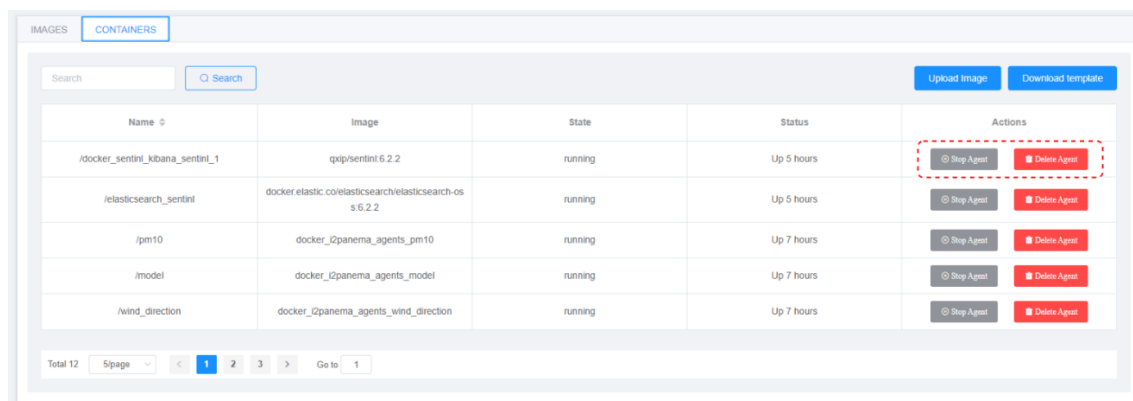 IMAGES CONTAINERS
Search Search Upload Image Download template
Name Image State Status Actions
/docker_sentinl_kibana_sentinl_1 qxip/sentinl:6.2.2 running Up 5 hours Stop Agent Delete Agent
/elasticsearch_sentinl docker.elastic.co/elasticsearch/elasticsearch-os
s:6.2.2 running Up 5 hours Stop Agent Delete Agent
/pm10 docker_i2panema_agents_pm10 running Up 7 hours Stop Agent Delete Agent
/model docker_i2panema_agents_model running Up 7 hours Stop Agent Delete Agent
/wind_direction docker_i2panema_agents_wind_direction running Up 7 hours Stop Agent Delete Agent
Total 12 5/page < 1 2 3 > Go to 1